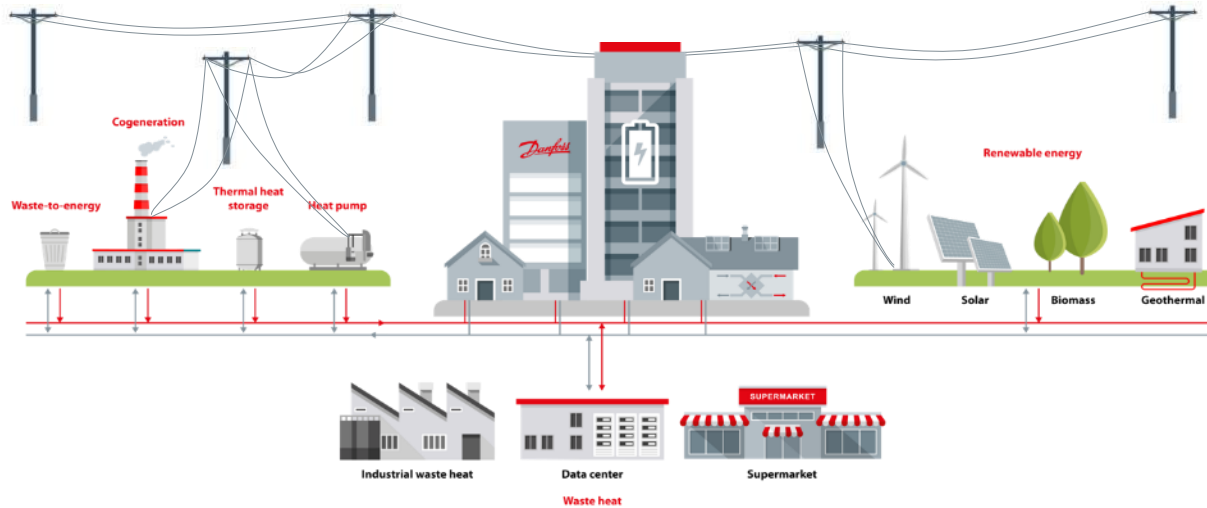 Cogeneration
Waste-to-energy
Thermal heat
storage
Heat pump
Danfoss
Renewable energy
Wind
Solar
Biomass
Geothermal
SUPERMARKET
Industrial waste heat
Data center
Supermarket
Waste heat